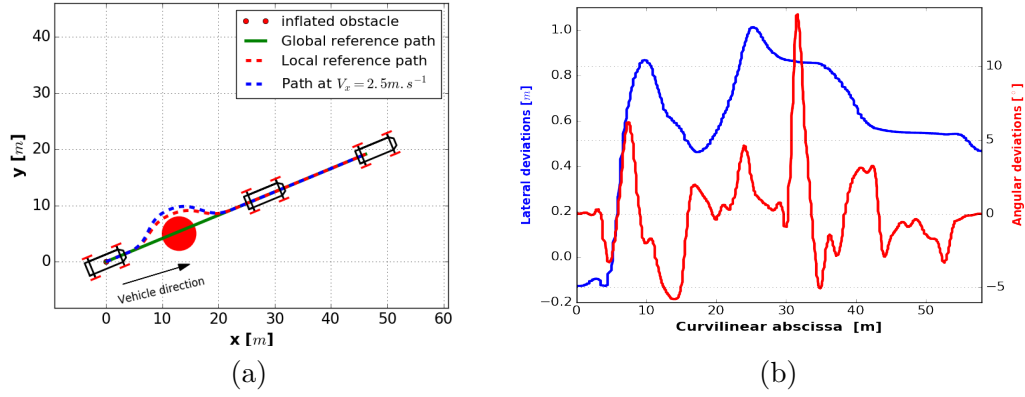 inflated obstacle
Global reference path
Local reference path
Path at Vₓ = 2.5m.s⁻¹
y [m]
40
30
20
10
0
Vehicle direction
0 10 20 30 40 50 60
x [m]
(a)
Lateral deviations [m]
1.0
0.8
0.6
0.4
0.2
0.0
−0.2
10
5
0
−5
Angular deviations [°]
0 10 20 30 40 50
Curvilinear abscissa [m]
(b)